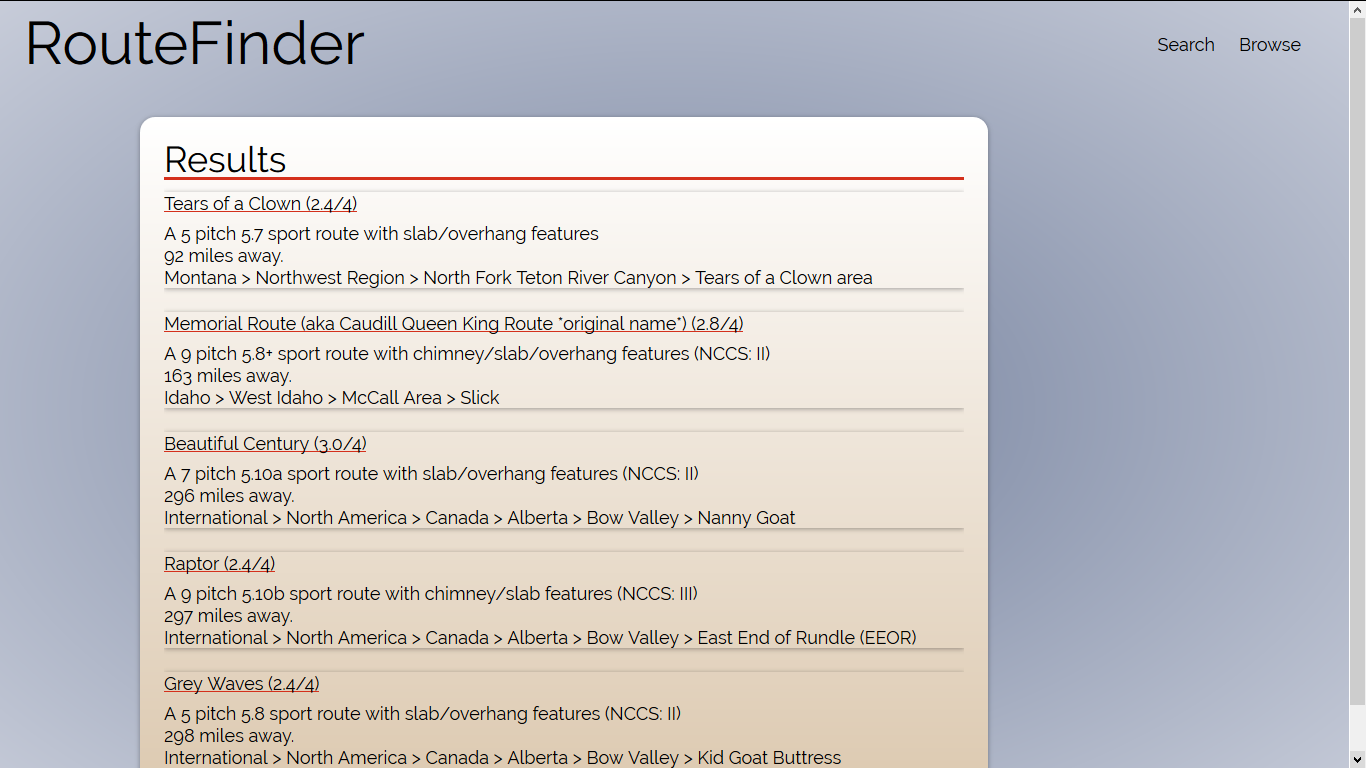 RouteFinder
Search Browse
Results
Tears of a Clown (2.4/4)
A 5 pitch 5.7 sport route with slab/overhang features
92 miles away.
Montana > Northwest Region > North Fork Teton River Canyon > Tears of a Clown area
Memorial Route (aka Caudill Queen King Route *original name*) (2.8/4)
A 9 pitch 5.8+ sport route with chimney/slab/overhang features (NCCS: II)
163 miles away.
Idaho > West Idaho > McCall Area > Slick
Beautiful Century (3.0/4)
A 7 pitch 5.10a sport route with slab/overhang features (NCCS: II)
296 miles away.
International > North America > Canada > Alberta > Bow Valley > Nanny Goat
Raptor (2.4/4)
A 9 pitch 5.10b sport route with chimney/slab features (NCCS: III)
297 miles away.
International > North America > Canada > Alberta > Bow Valley > East End of Rundle (EEOR)
Grey Waves (2.4/4)
A 5 pitch 5.8 sport route with slab/overhang features (NCCS: II)
298 miles away.
International > North America > Canada > Alberta > Bow Valley > Kid Goat Buttress